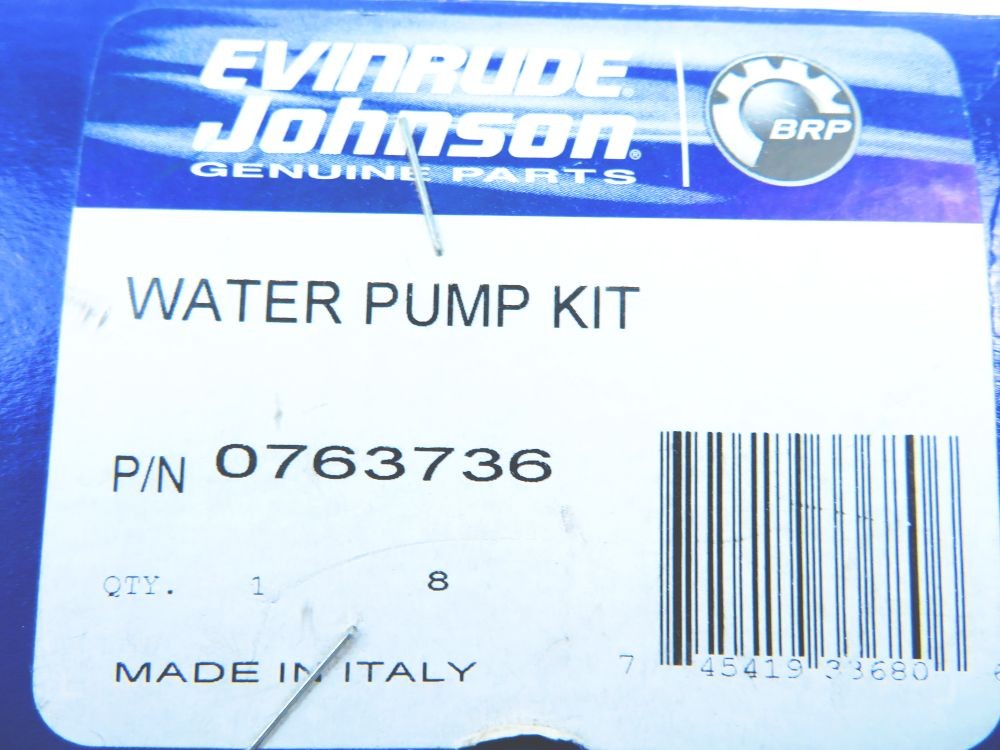 EVINRUDE®
Johnson®
GENUINE PARTS
BRP
WATER PUMP KIT
P/N 0763736
QTY. 1 8
MADE IN ITALY
7 45419 33680